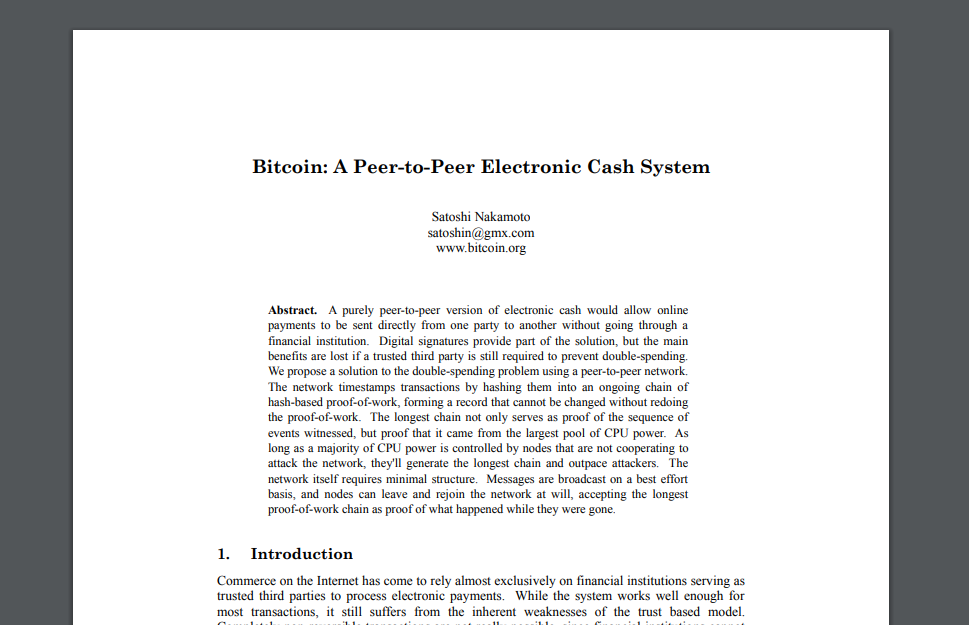 Bitcoin: A Peer-to-Peer Electronic Cash System
Satoshi Nakamoto
satoshin@gmx.com
www.bitcoin.org
Abstract. A purely peer-to-peer version of electronic cash would allow online
payments to be sent directly from one party to another without going through a
financial institution. Digital signatures provide part of the solution, but the main
benefits are lost if a trusted third party is still required to prevent double-spending.
We propose a solution to the double-spending problem using a peer-to-peer network.
The network timestamps transactions by hashing them into an ongoing chain of
hash-based proof-of-work, forming a record that cannot be changed without redoing
the proof-of-work. The longest chain not only serves as proof of the sequence of
events witnessed, but proof that it came from the largest pool of CPU power. As
long as a majority of CPU power is controlled by nodes that are not cooperating to
attack the network, they'll generate the longest chain and outpace attackers. The
network itself requires minimal structure. Messages are broadcast on a best effort
basis, and nodes can leave and rejoin the network at will, accepting the longest
proof-of-work chain as proof of what happened while they were gone.
1. Introduction
Commerce on the Internet has come to rely almost exclusively on financial institutions serving as
trusted third parties to process electronic payments. While the system works well enough for
most transactions, it still suffers from the inherent weaknesses of the trust based model.